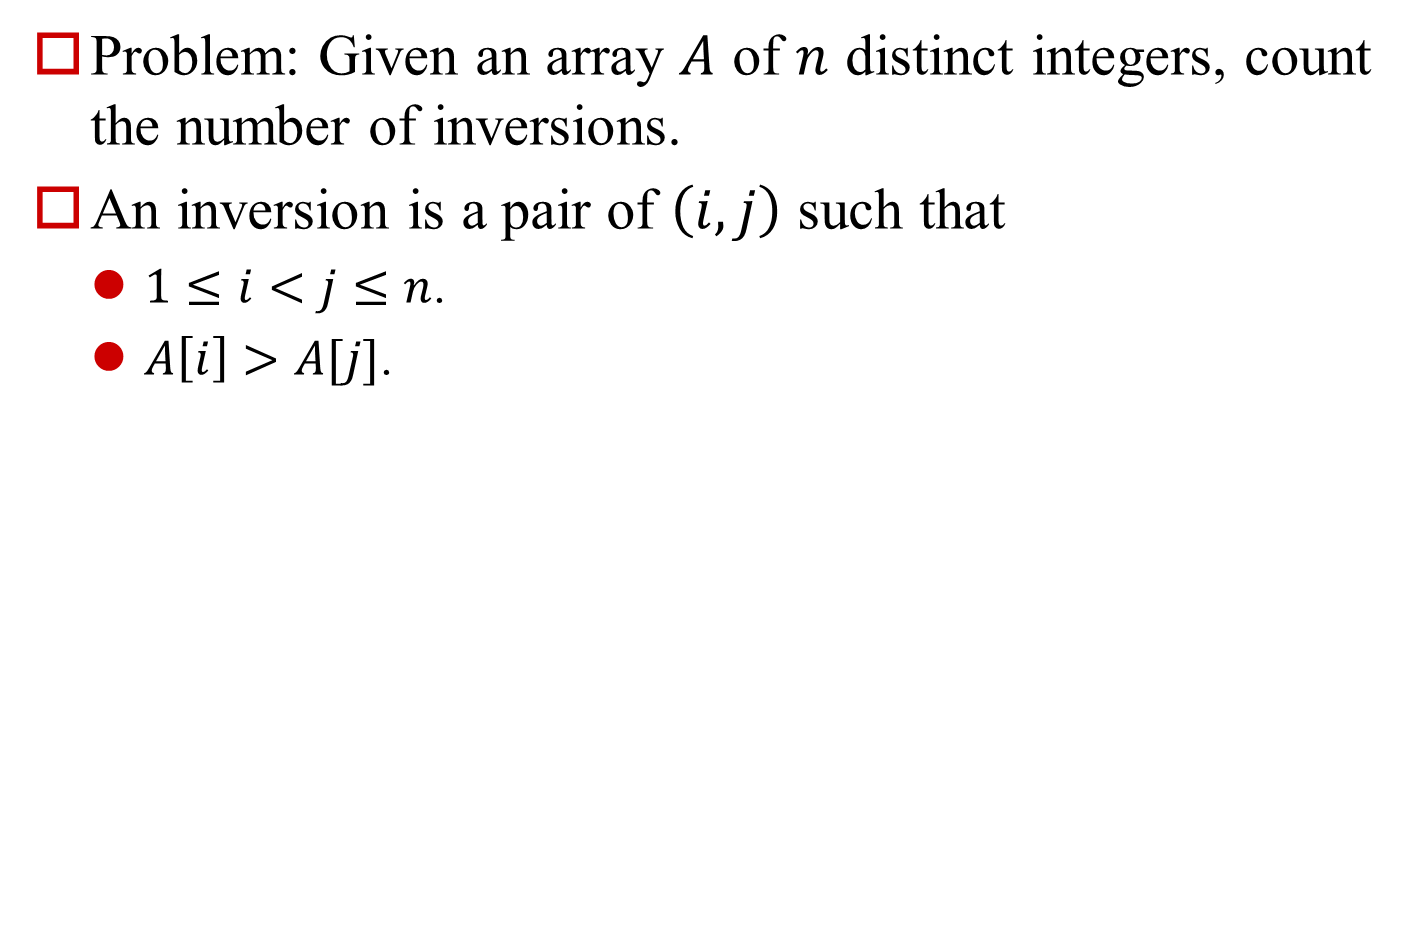 Problem: Given an array A of n distinct integers, count
the number of inversions.
An inversion is a pair of (i, j) such that
1 ≤ i < j ≤ n.
A[i] > A[j].